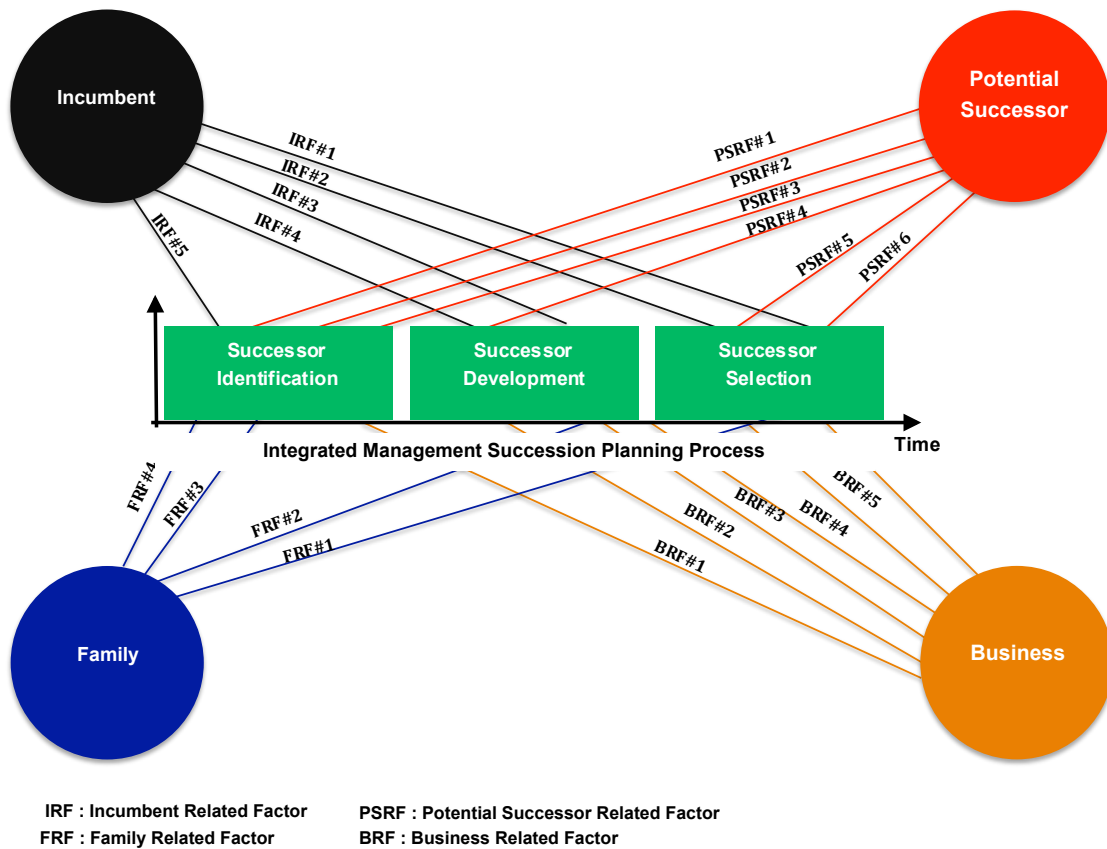 Incumbent
Potential
Successor
IRF#1
IRF#2
IRF#3
IRF#4
IRF#5
PSRF#1
PSRF#2
PSRF#3
PSRF#4
PSRF#5
PSRF#6
Successor
Identification
Successor
Development
Successor
Selection
Time
Integrated Management Succession Planning Process
FRF#4
FRF#3
FRF#2
FRF#1
BRF#5
BRF#4
BRF#3
BRF#2
BRF#1
Family
Business
IRF : Incumbent Related Factor
PSRF : Potential Successor Related Factor
FRF : Family Related Factor
BRF : Business Related Factor